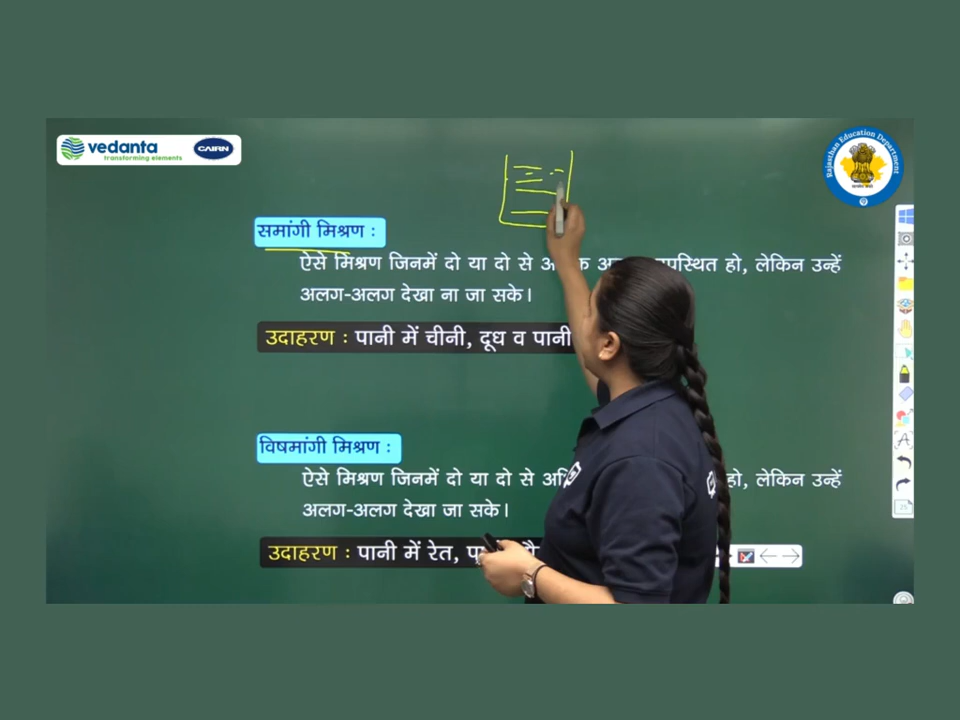 vedanta
transforming elements
CAIRN
Rajasthan Education Department
समांगी मिश्रण :
ऐसे मिश्रण जिनमें दो या दो से हो, लेकिन उन्हें
अलग-अलग देखा ना जा सके।
उदाहरण : पानी में चीनी, दूध व पानी
विषमांगी मिश्रण :
ऐसे मिश्रण जिनमें दो या दो से हो, लेकिन उन्हें
अलग-अलग देखा जा सके।
उदाहरण : पानी में रेत,